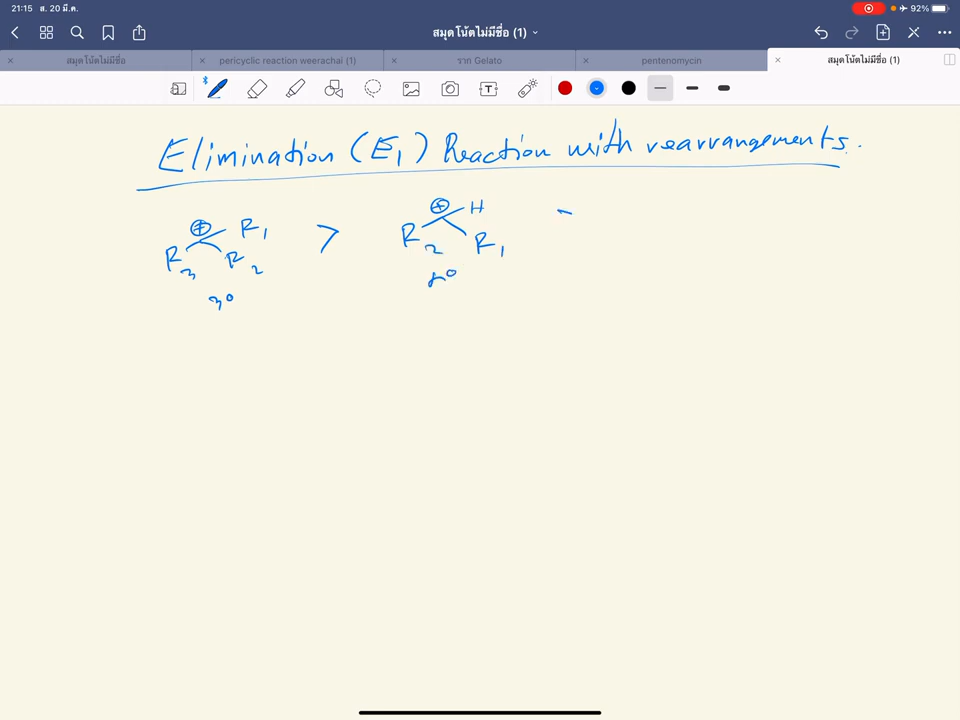 21:15 ส. 20 มี.ค. 92%
สมุดโน้ตไม่มีชื่อ (1)
สมุดโน้ตไม่มีชื่อ pericyclic reaction weerachai (1) ราก Gelato pentenomycin สมุดโน้ตไม่มีชื่อ (1)
T
Elimination (E₁) Reaction with rearrangements.
⊕ R₁ > ⊕ H
R₃ R₂ R₂ R₁
3° 2°